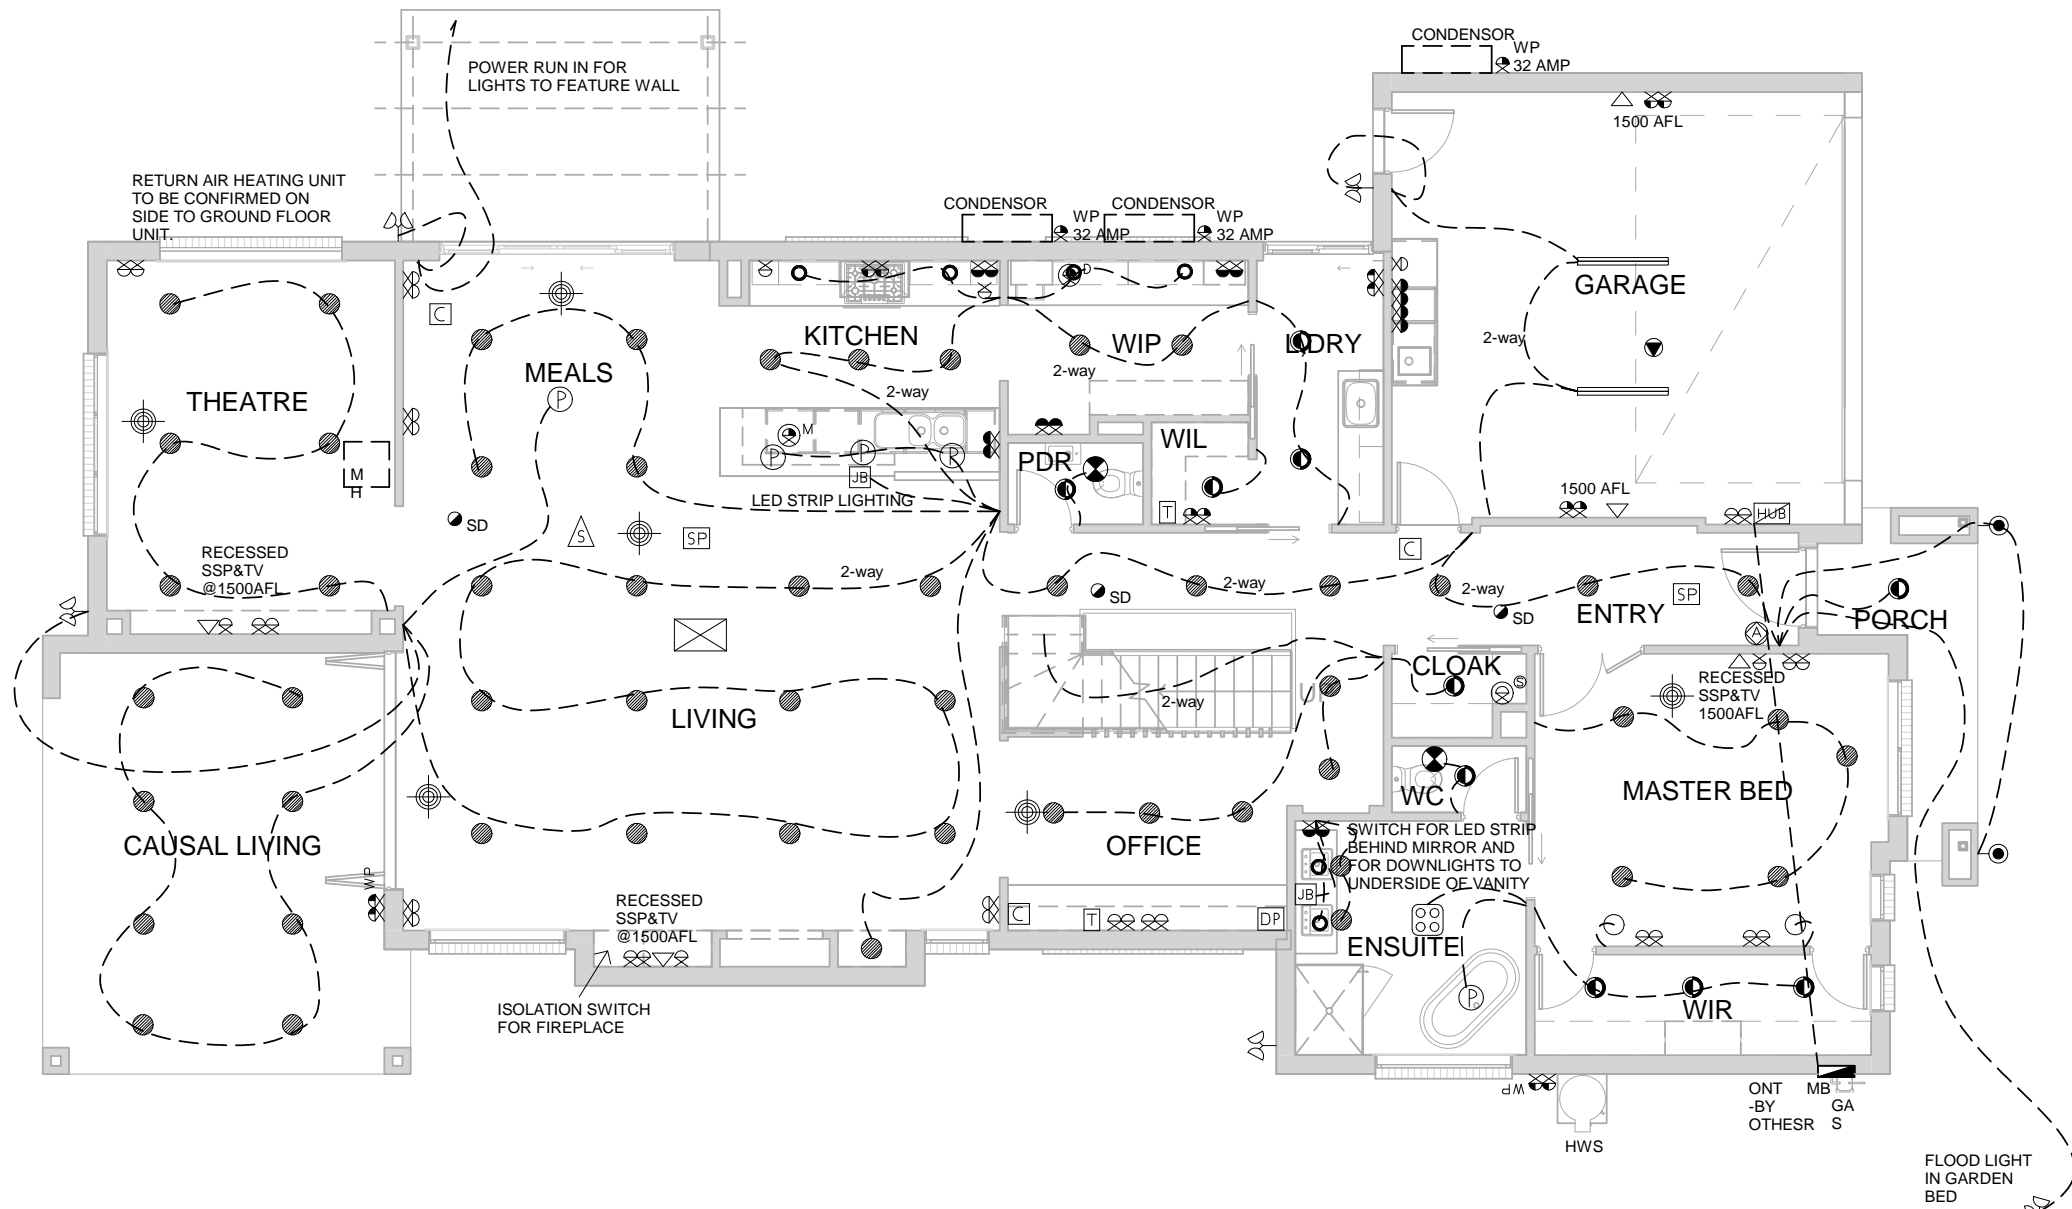 CONDENSOR
WP
32 AMP
POWER RUN IN FOR
LIGHTS TO FEATURE WALL
1500 AFL
RETURN AIR HEATING UNIT
TO BE CONFIRMED ON
SIDE TO GROUND FLOOR
UNIT.
CONDENSOR
WP
32 AMP
CONDENSOR
WP
32 AMP
D
C
GARAGE
KITCHEN
WIP
L'DRY
2-way
MEALS
2-way
2-way
THEATRE
P
M
WIL
P
P
R
PDR
JB
M
H
LED STRIP LIGHTING
1500 AFL
T
HUB
SD
S
SP
C
RECESSED
SSP&TV
@1500AFL
2-way
2-way
2-way
SD
SP
SD
ENTRY
PORCH
A
CLOAK
S
RECESSED
SSP&TV
1500AFL
2-way
U
LIVING
MASTER BED
WC
CAUSAL LIVING
OFFICE
SWITCH FOR LED STRIP
BEHIND MIRROR AND
FOR DOWNLIGHTS TO
UNDERSIDE OF VANITY
WP
JB
RECESSED
SSP&TV
@1500AFL
C
T
DP
ENSUITE
P
WIR
ISOLATION SWITCH
FOR FIREPLACE
WP
ONT
-BY
OTHESR
MB
GA
S
HWS
FLOOD LIGHT
IN GARDEN
BED